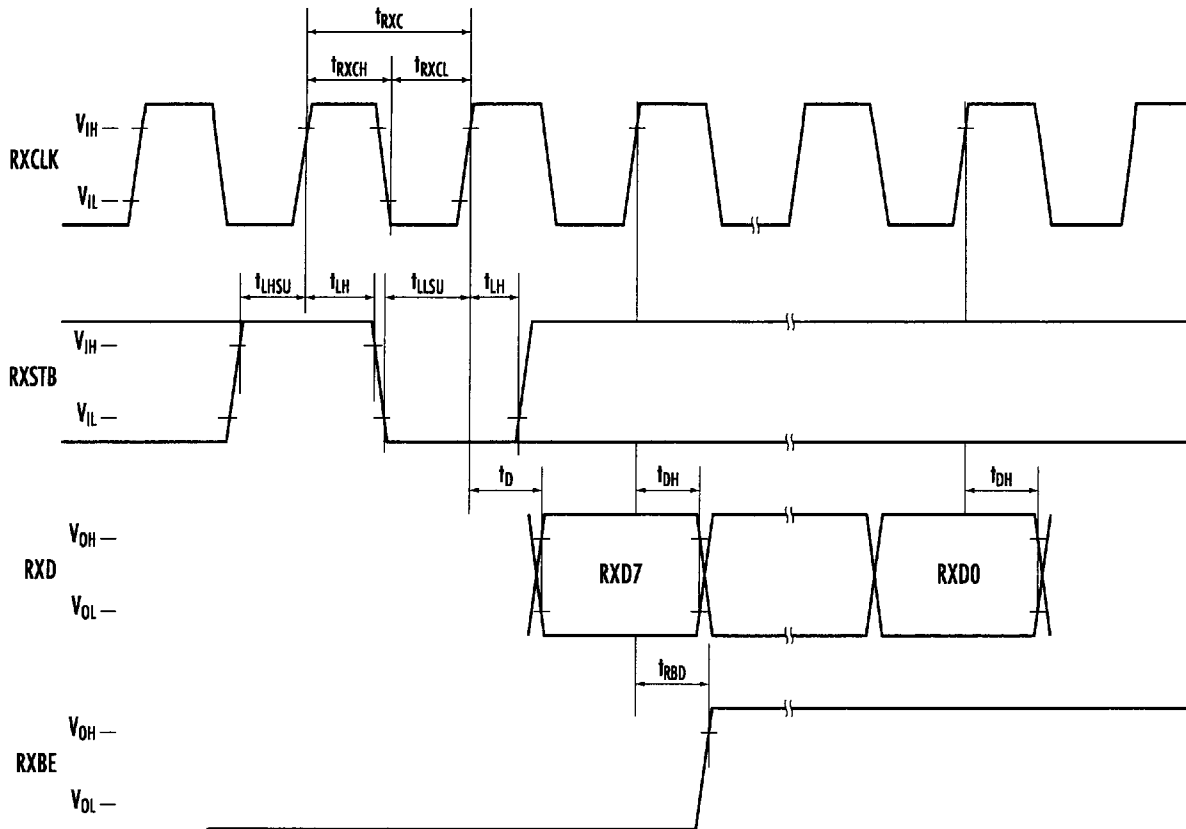 tRXC
tRXCH tRXCL
VIH
RXCLK
VIL
tLHSU tLH tLLSU tLH
VIH
RXSTB
VIL
tD tDH tDH
VOH
RXD RXD7 RXD0
VOL
tRBD
VOH
RXBE
VOL